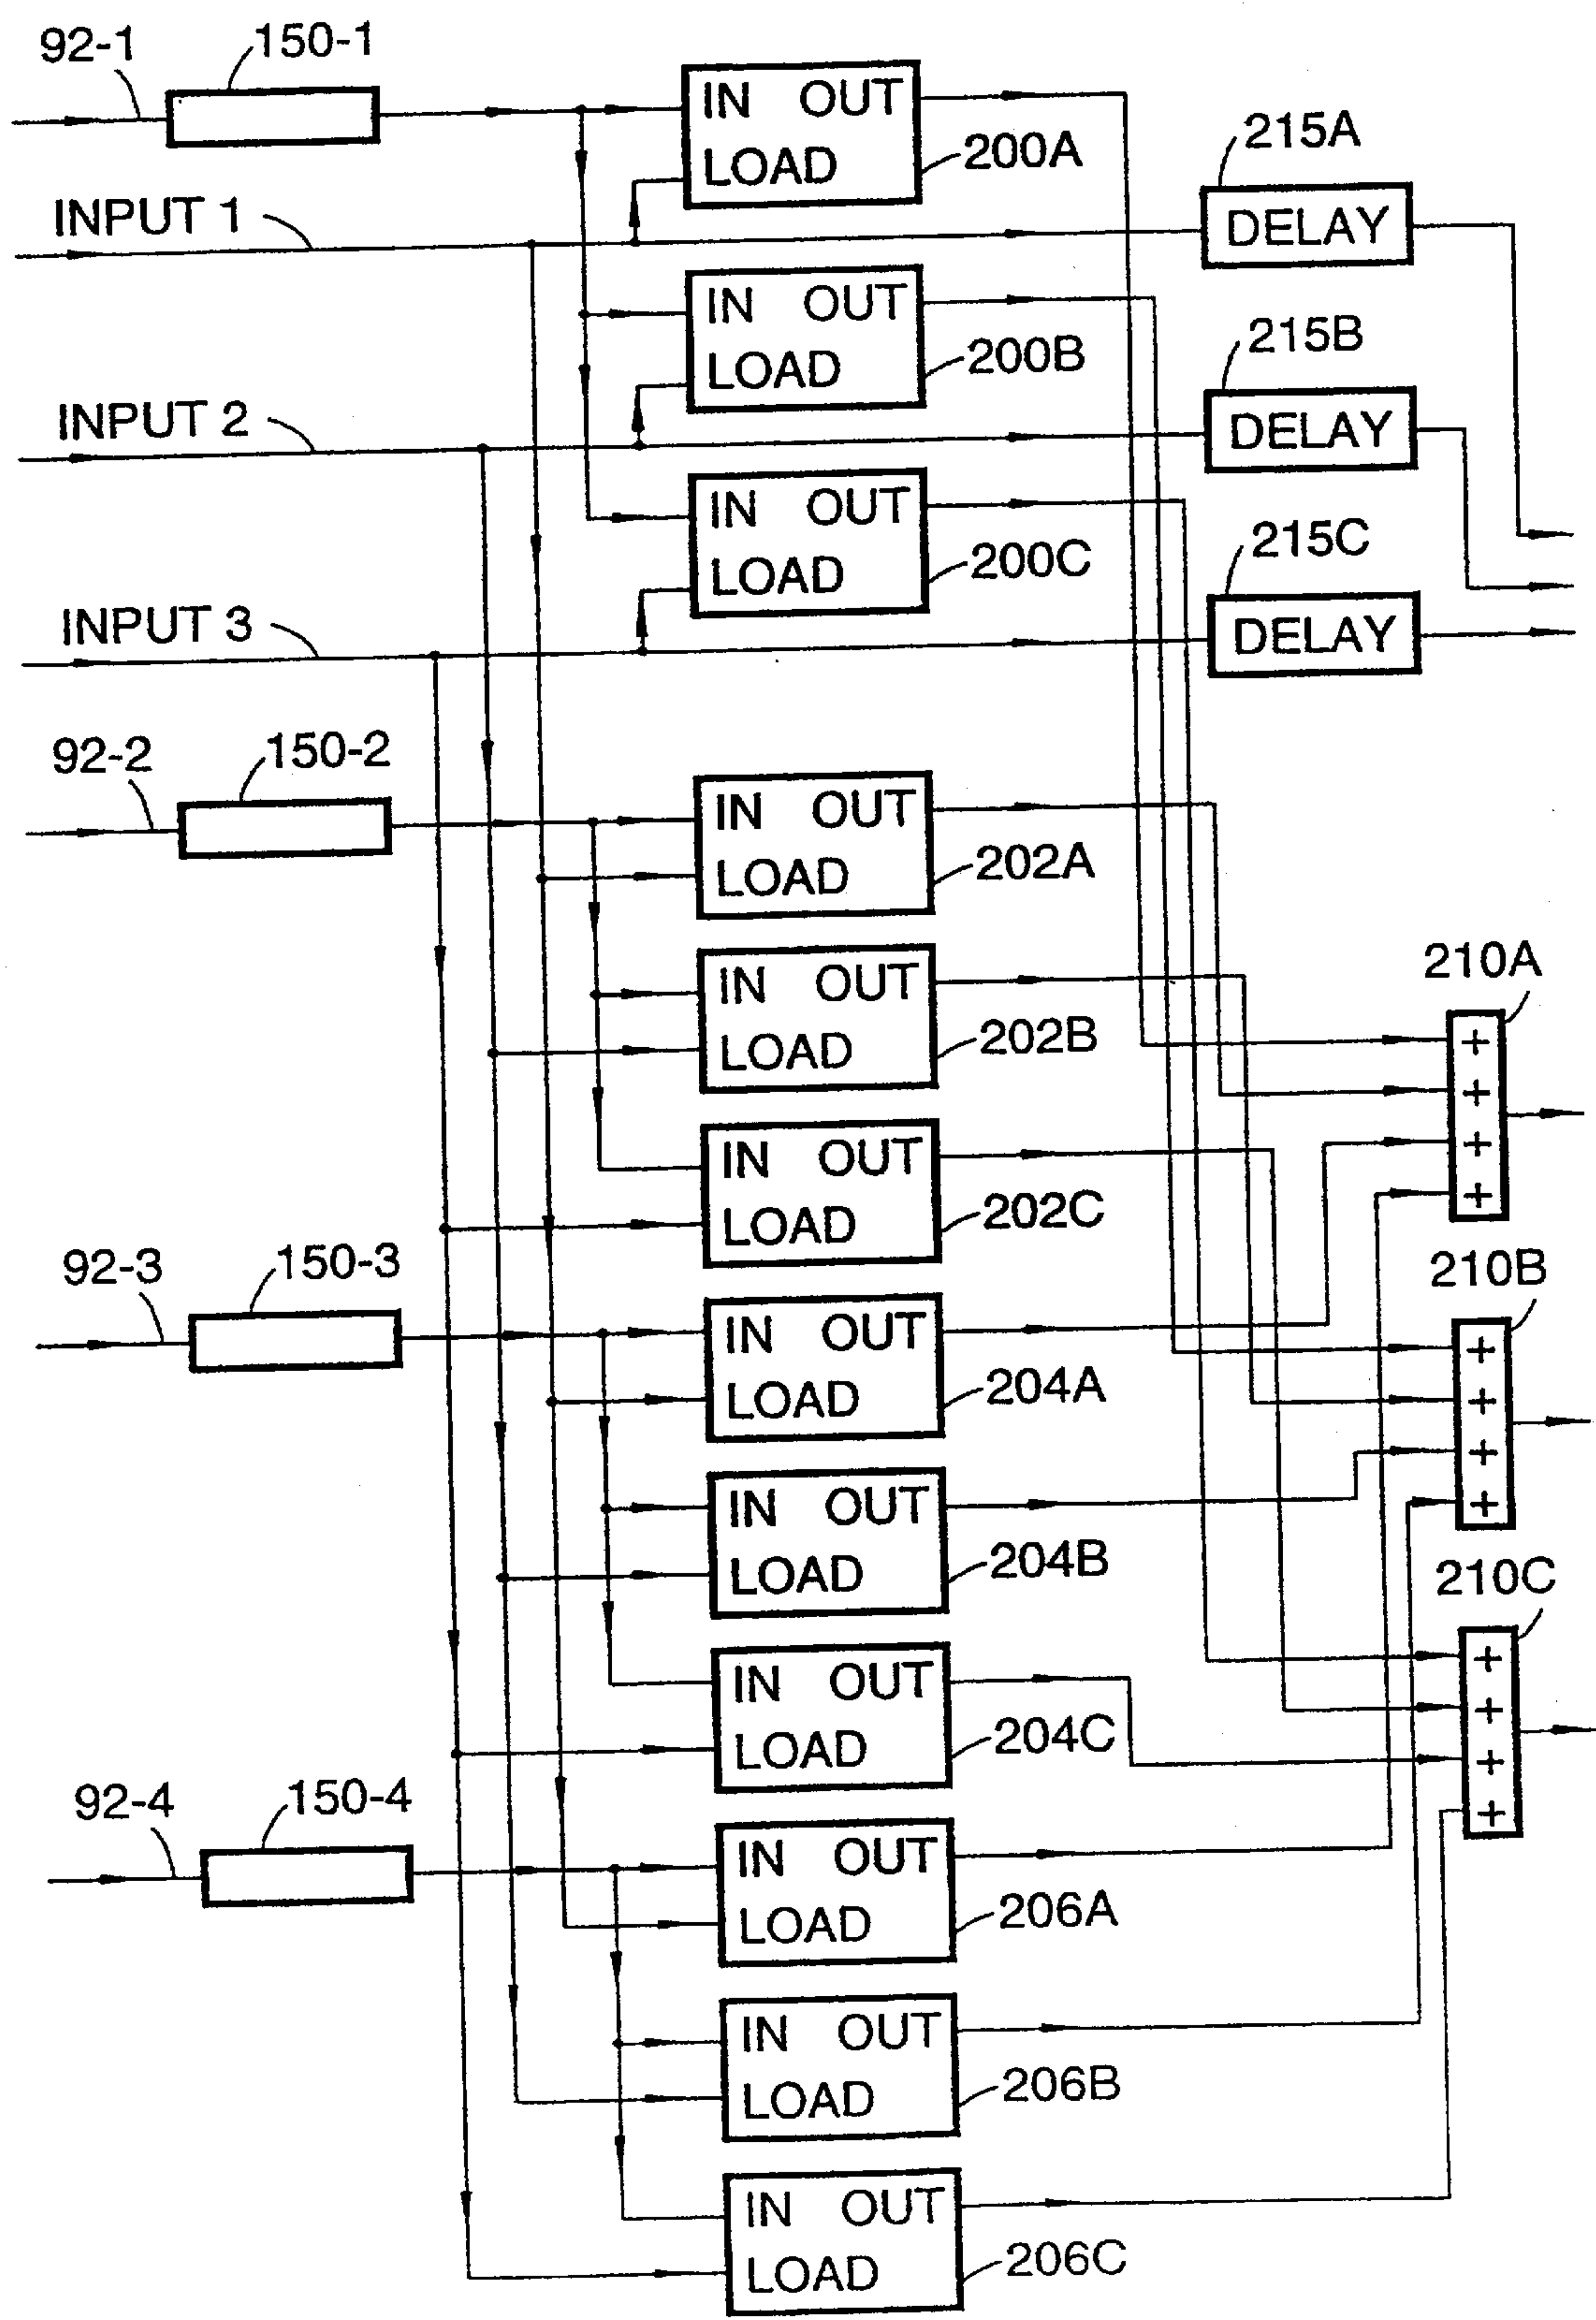 92-1
150-1
IN OUT
LOAD
200A
215A
INPUT 1
DELAY
IN OUT
LOAD
200B
215B
INPUT 2
DELAY
IN OUT
LOAD
200C
215C
INPUT 3
DELAY
92-2
150-2
IN OUT
LOAD
202A
IN OUT
LOAD
202B
210A
+
+
+
+
IN OUT
LOAD
202C
92-3
150-3
IN OUT
LOAD
204A
210B
+
+
+
+
IN OUT
LOAD
204B
210C
+
+
+
+
IN OUT
LOAD
204C
92-4
150-4
IN OUT
LOAD
206A
IN OUT
LOAD
206B
IN OUT
LOAD
206C